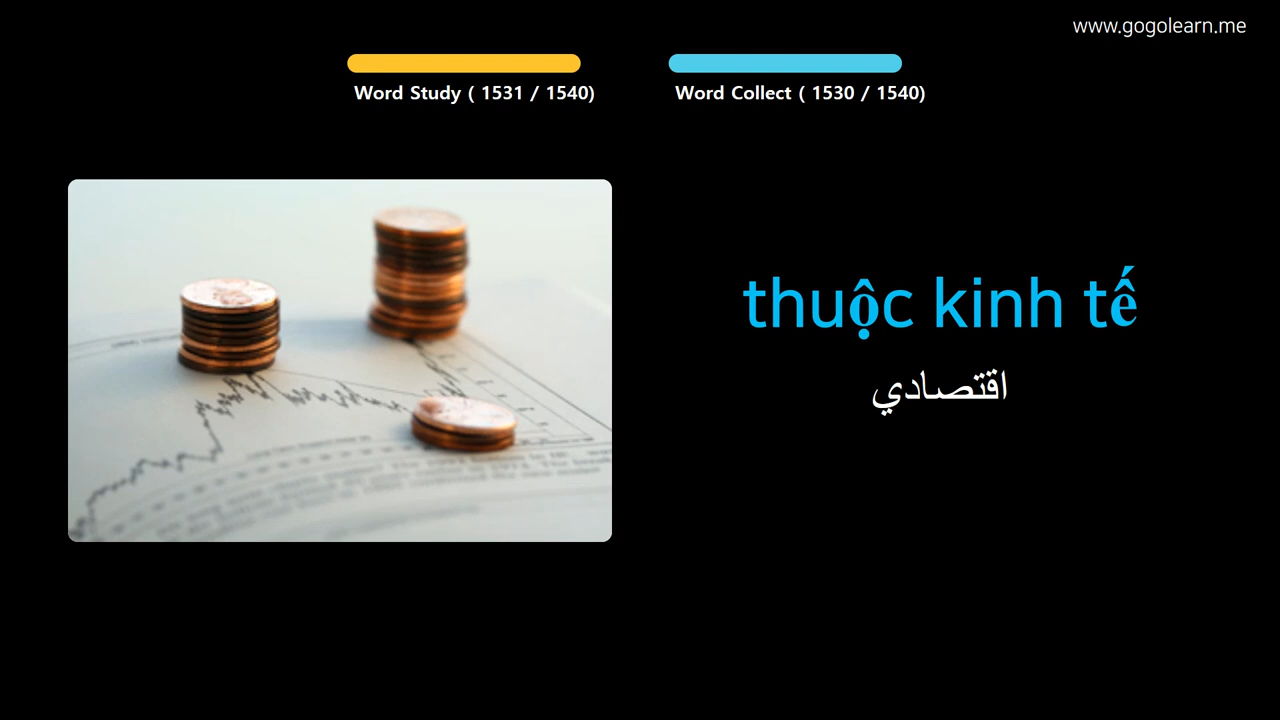 www.gogolearn.me
Word Study ( 1531 / 1540)
Word Collect ( 1530 / 1540)
thuộc kinh tế
اقتصادي